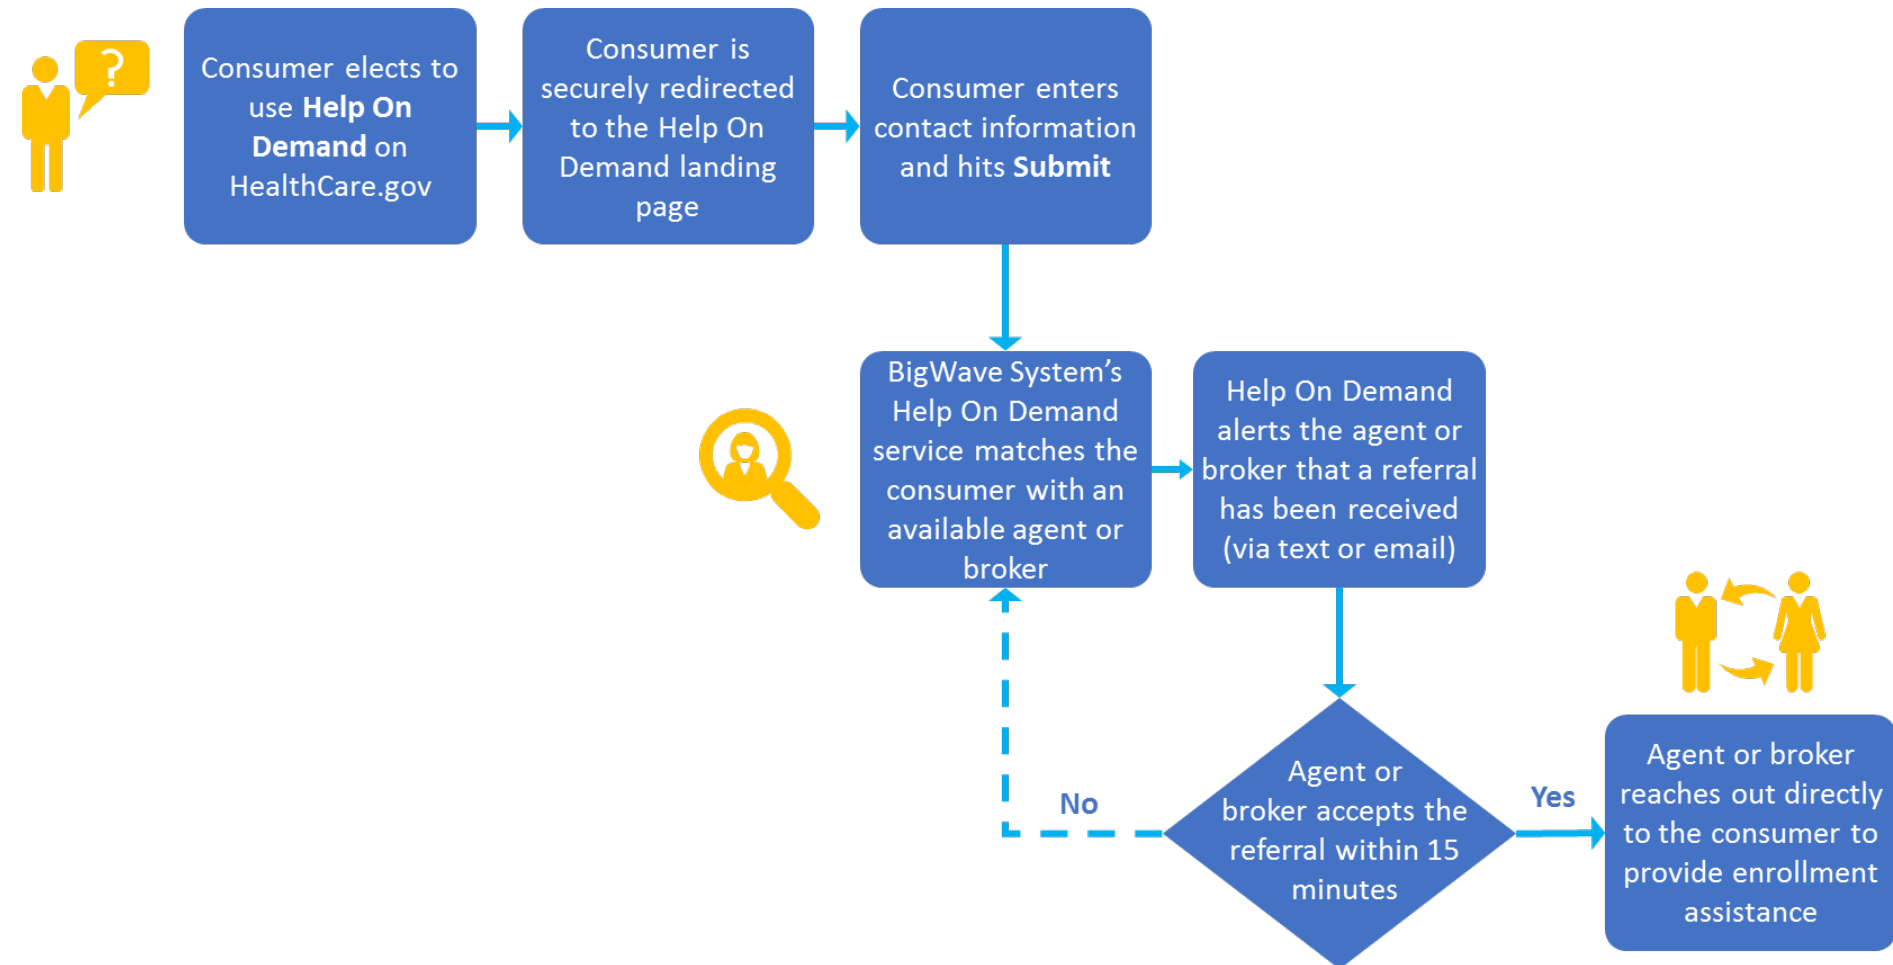 ?
Consumer elects to
use Help On
Demand on
HealthCare.gov
Consumer is
securely redirected
to the Help On
Demand landing
page
Consumer enters
contact information
and hits Submit
BigWave System’s
Help On Demand
service matches the
consumer with an
available agent or
broker
Help On Demand
alerts the agent or
broker that a referral
has been received
(via text or email)
Agent or
broker accepts the
referral within 15
minutes
No
Yes
Agent or broker
reaches out directly
to the consumer to
provide enrollment
assistance